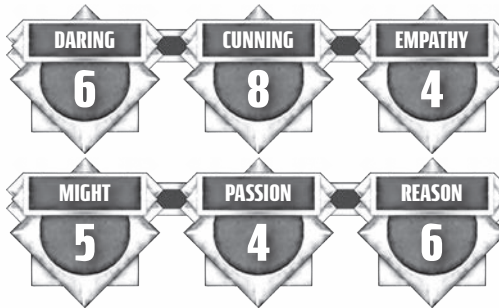 DARING CUNNING EMPATHY
6 8 4
MIGHT PASSION REASON
5 4 6